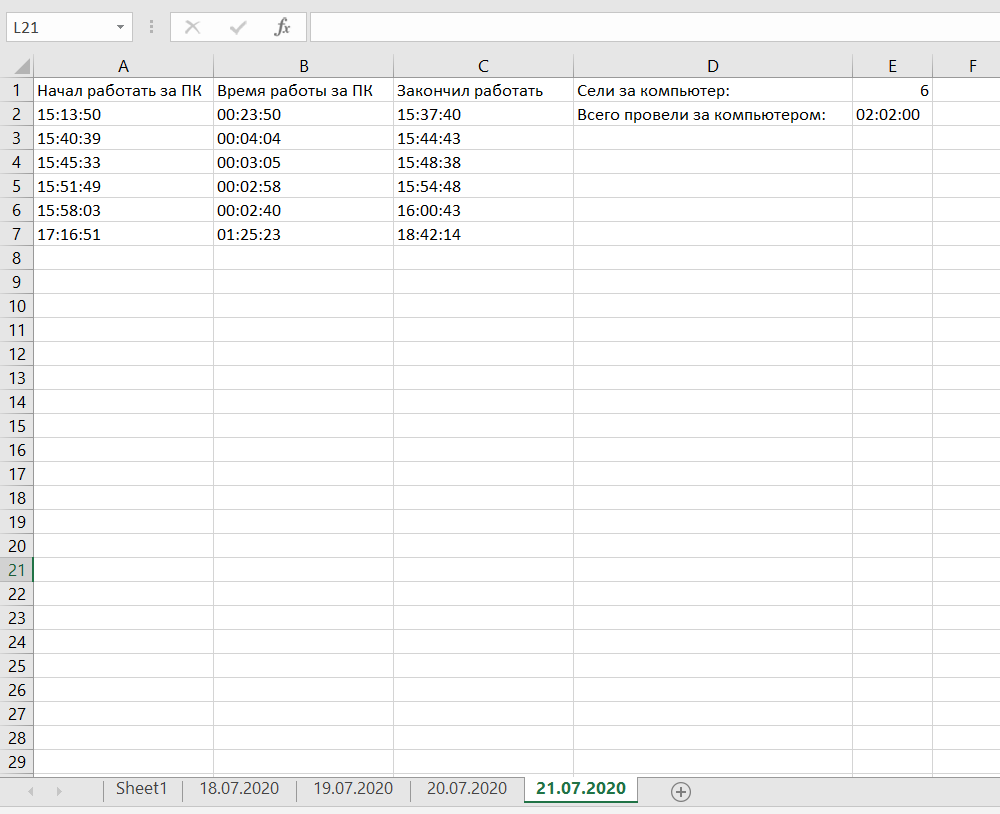 L21 fx
A B C D E F
1 Начал работать за ПК Время работы за ПК Закончил работать Сели за компьютер: 6
2 15:13:50 00:23:50 15:37:40 Всего провели за компьютером: 02:02:00
3 15:40:39 00:04:04 15:44:43
4 15:45:33 00:03:05 15:48:38
5 15:51:49 00:02:58 15:54:48
6 15:58:03 00:02:40 16:00:43
7 17:16:51 01:25:23 18:42:14
8
9
10
11
12
13
14
15
16
17
18
19
20
21
22
23
24
25
26
27
28
29
Sheet1 18.07.2020 19.07.2020 20.07.2020 21.07.2020